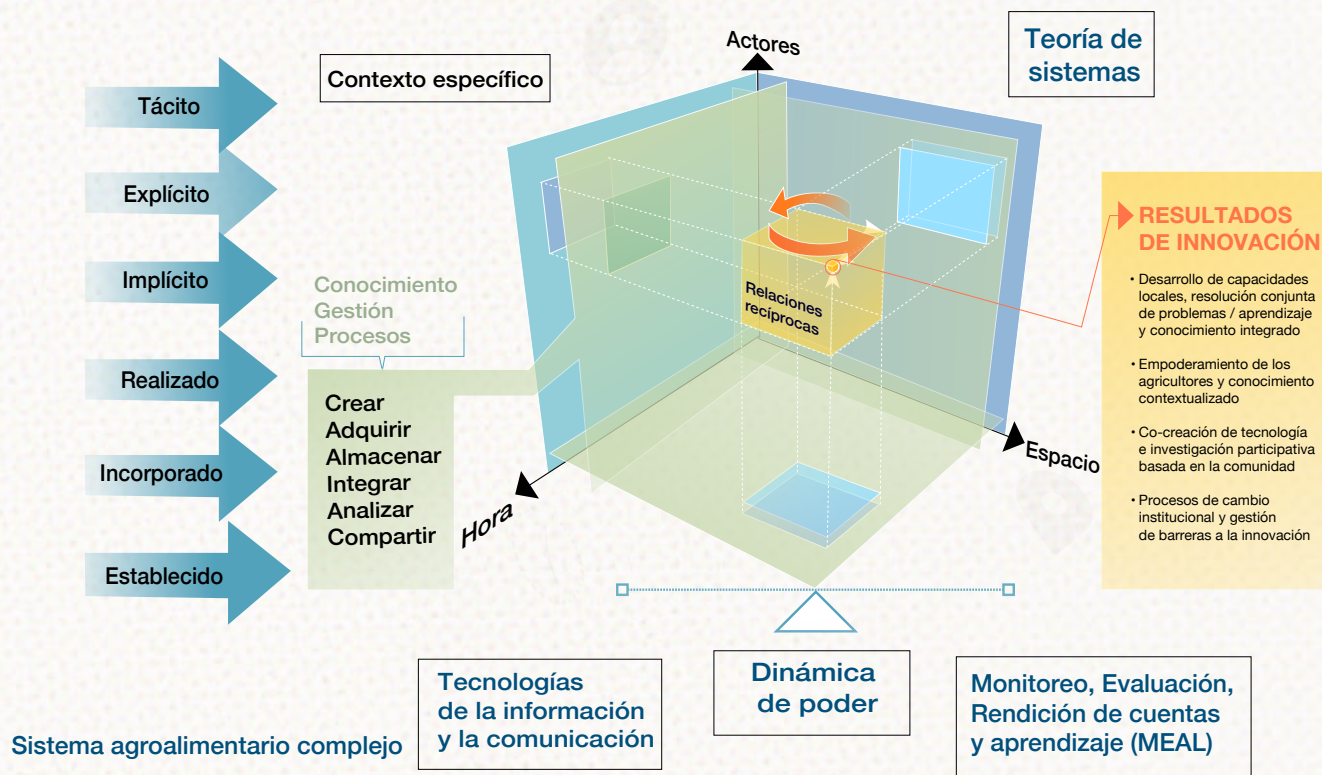 Tácito
Explícito
Implícito
Realizado
Incorporado
Establecido
Contexto específico
Conocimiento
Gestión
Procesos
Crear
Adquirir
Almacenar
Integrar
Analizar
Compartir
Actores
Hora
Espacio
Relaciones
recíprocas
Teoría de
sistemas
RESULTADOS
DE INNOVACIÓN
• Desarrollo de capacidades
locales, resolución conjunta
de problemas / aprendizaje
y conocimiento integrado
• Empoderamiento de los
agricultores y conocimiento
contextualizado
• Co-creación de tecnología
e investigación participativa
basada en la comunidad
• Procesos de cambio
institucional y gestión
de barreras a la innovación
Sistema agroalimentario complejo
Tecnologías
de la información
y la comunicación
Dinámica
de poder
Monitoreo, Evaluación,
Rendición de cuentas
y aprendizaje (MEAL)